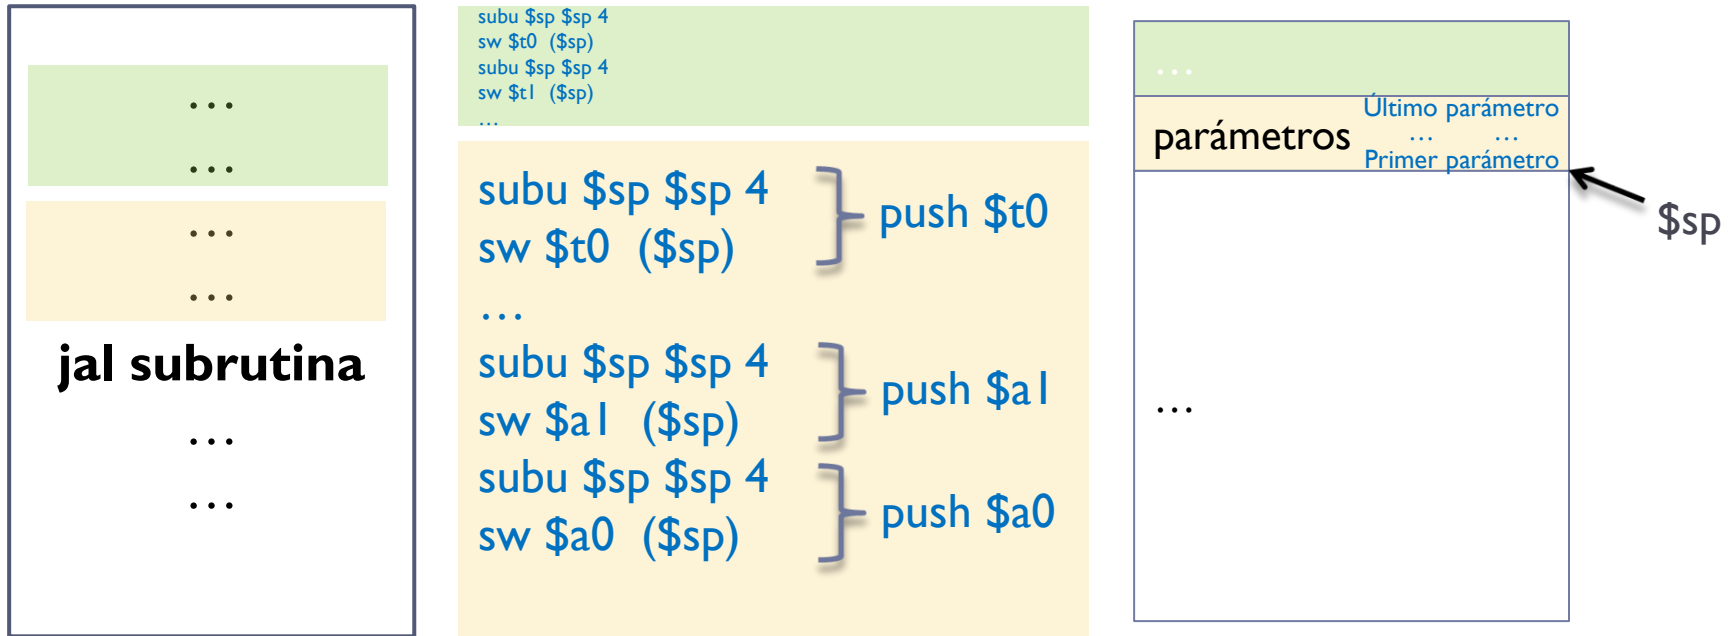 …
…
…
…
jal subrutina
…
…
subu $sp $sp 4
sw $t0 ($sp)
subu $sp $sp 4
sw $t1 ($sp)
…
subu $sp $sp 4
sw $t0 ($sp)
push $t0
…
subu $sp $sp 4
sw $a1 ($sp)
push $a1
subu $sp $sp 4
sw $a0 ($sp)
push $a0
…
parámetros
Último parámetro
… …
Primer parámetro
$sp
…